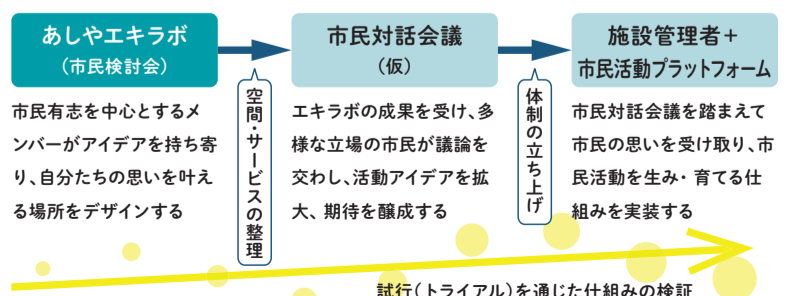 あしやエキラボ
(市民検討会)
市民有志を中心とするメ
ンバーがアイデアを持ち寄
り、自分たちの思いを叶え
る場所をデザインする
空間・サービスの整理
市民対話会議
(仮)
エキラボの成果を受け、多
様な立場の市民が議論を
交わし、活動アイデアを拡
大、期待を醸成する
体制の立ち上げ
施設管理者+
市民活動プラットフォーム
市民対話会議を踏まえて
市民の思いを受け取り、市
民活動を生み・育てる仕
組みを実装する
試行(トライアル)を通じた仕組みの検証